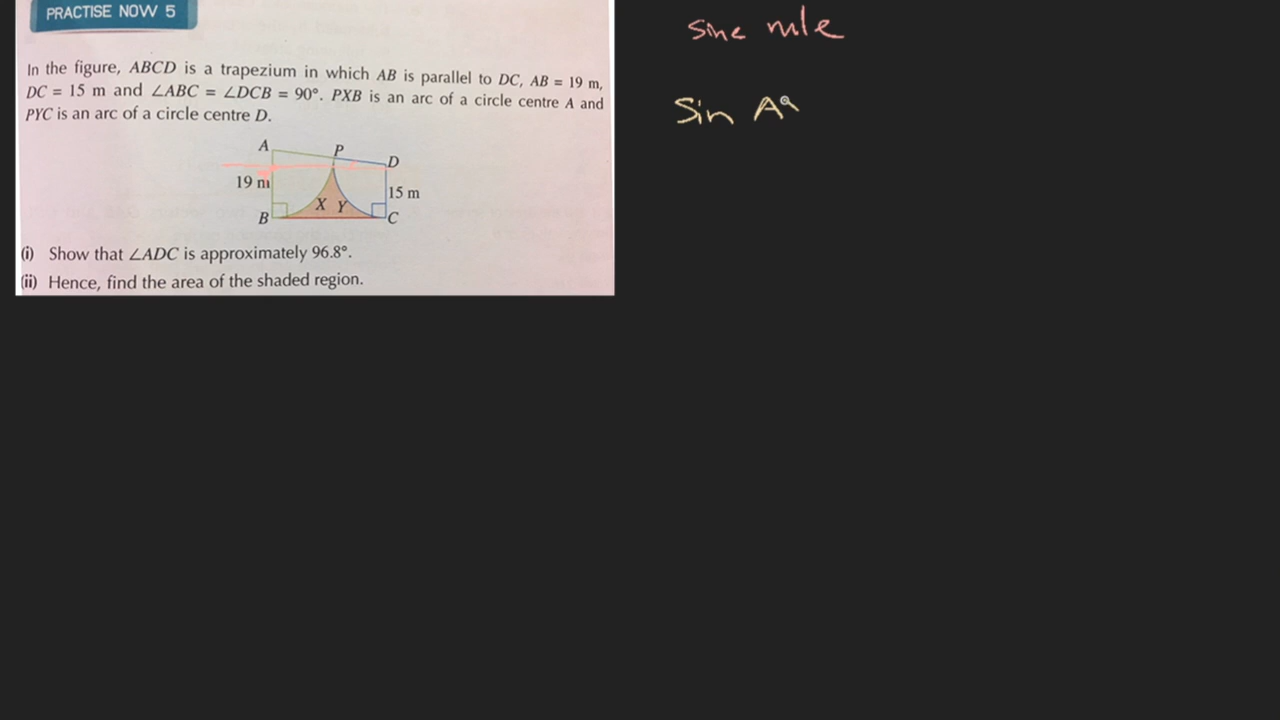 PRACTISE NOW 5
sine rule
In the figure, ABCD is a trapezium in which AB is parallel to DC, AB = 19 m,
DC = 15 m and ∠ABC = ∠DCB = 90°. PXB is an arc of a circle centre A and
PYC is an arc of a circle centre D.
Sin A
A
P
D
19 m
15 m
X
Y
B
C
(i) Show that ∠ADC is approximately 96.8°.
(ii) Hence, find the area of the shaded region.